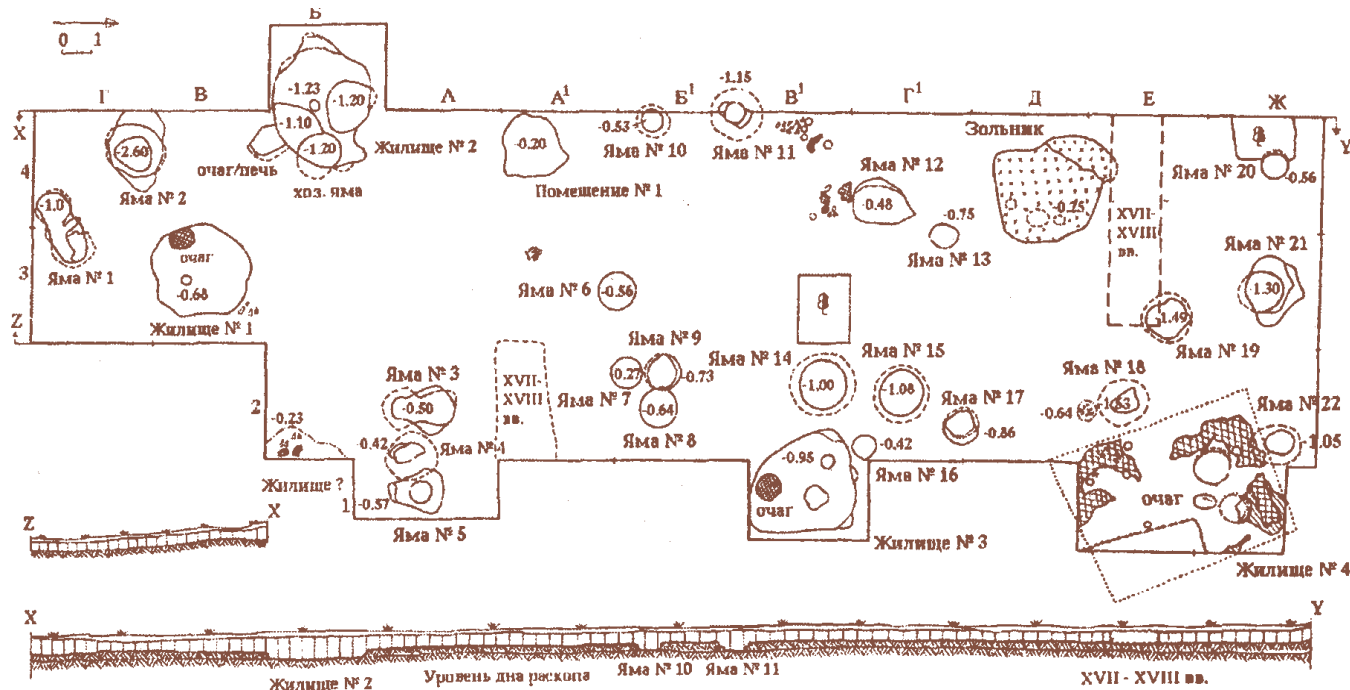 0 1
Б
Г
В
Л
А¹
Б¹
В¹
Г¹
Д
Е
Ж
X
Y
4
3
Z
2
1
-2.60
Яма № 2
-1.0
Яма № 1
очаг
-0.68
Жилище № 1
-1.23
-1.20
-1.10
-1.20
очаг/печь
хоз. яма
Жилище № 2
-0.20
Помещение № 1
-0.53
Яма № 10
-1.15
Яма № 11
Яма № 12
-0.48
-0.75
Яма № 13
Зольник
-0.75
XVII-
XVIII
вв.
Яма № 20
-0.56
Яма № 21
-1.30
-1.49
Яма № 19
Яма № 6
-0.56
Яма № 9
-0.27
-0.73
Яма № 7
-0.64
Яма № 8
Яма № 14
-1.00
Яма № 15
-1.08
Яма № 17
-0.86
-0.42
Яма № 16
Яма № 18
-0.64
-1.53
Яма № 22
-1.05
Яма № 3
-0.50
XVII-
XVIII
вв.
-0.23
-0.42
Яма № 4
Жилище ?
-0.57
Яма № 5
-0.95
очаг
Жилище № 3
очаг
Жилище № 4
Z
X
X
Y
Жилище № 2
Уровень дна раскопа
Яма № 10
Яма № 11
XVII - XVIII вв.